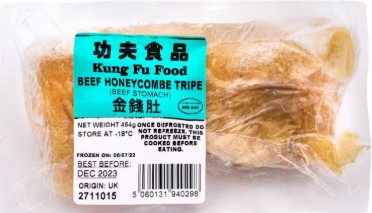 功夫食品
Kung Fu Food
BEEF HONEYCOMBE TRIPE
(BEEF STOMACH)
金錢肚
NET WEIGHT 454g
STORE AT -18°C
ONCE DEFROSTED DO
NOT REFREEZE. THIS
PRODUCT MUST BE
COOKED BEFORE
EATING.
FROZEN ON: 05/07/22
BEST BEFORE:
DEC 2023
ORIGIN: UK
2711015
5 060131 940298